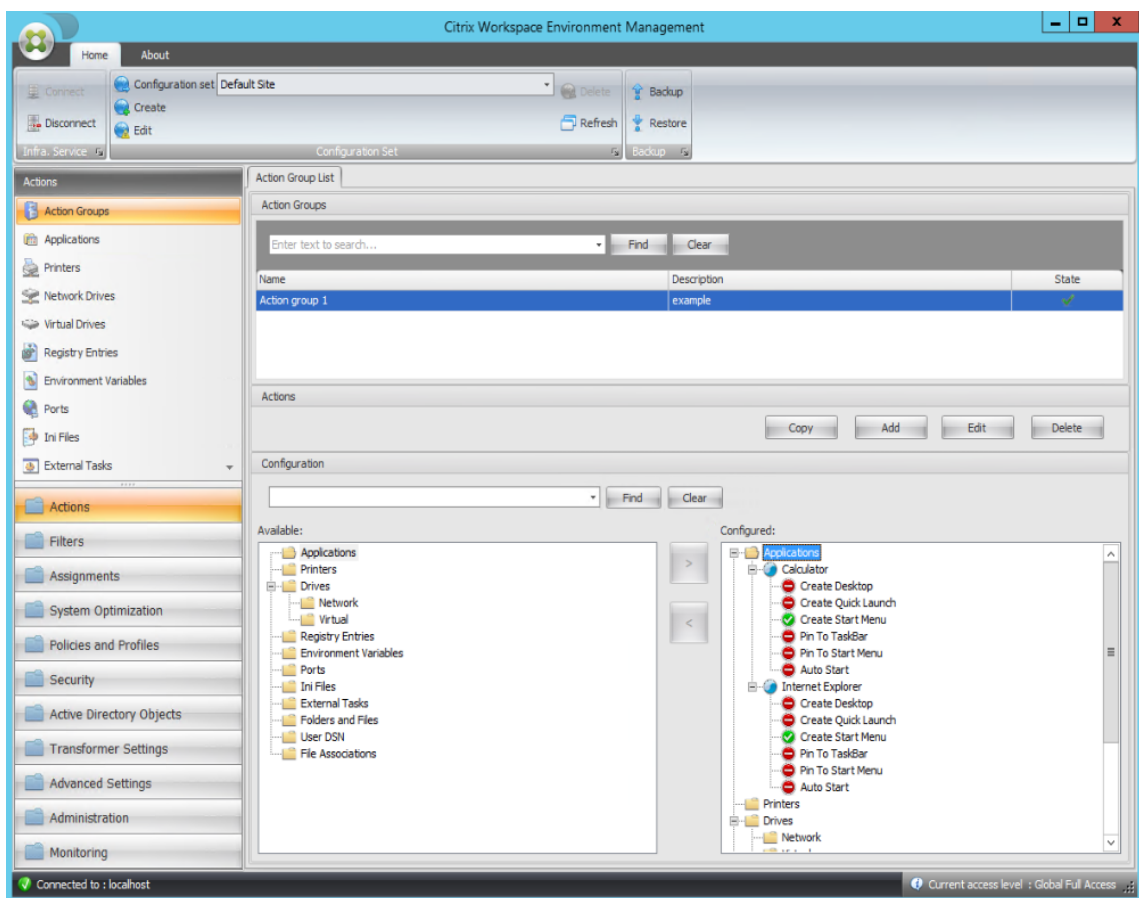 Citrix Workspace Environment Management
Home About
Connect
Disconnect
Infra. Service
Configuration set Default Site
Create
Edit
Delete
Refresh
Configuration Set
Backup
Restore
Backup
Actions
Action Groups
Applications
Printers
Network Drives
Virtual Drives
Registry Entries
Environment Variables
Ports
Ini Files
External Tasks
Actions
Filters
Assignments
System Optimization
Policies and Profiles
Security
Active Directory Objects
Transformer Settings
Advanced Settings
Administration
Monitoring
Action Group List
Action Groups
Enter text to search... Find Clear
Name Description State
Action group 1 example
Actions
Copy Add Edit Delete
Configuration
Find Clear
Available:
Applications
Printers
Drives
Network
Virtual
Registry Entries
Environment Variables
Ports
Ini Files
External Tasks
Folders and Files
User DSN
File Associations
>
<
Configured:
Applications
Calculator
Create Desktop
Create Quick Launch
Create Start Menu
Pin To TaskBar
Pin To Start Menu
Auto Start
Internet Explorer
Create Desktop
Create Quick Launch
Create Start Menu
Pin To TaskBar
Pin To Start Menu
Auto Start
Printers
Drives
Network
Connected to : localhost
Current access level : Global Full Access